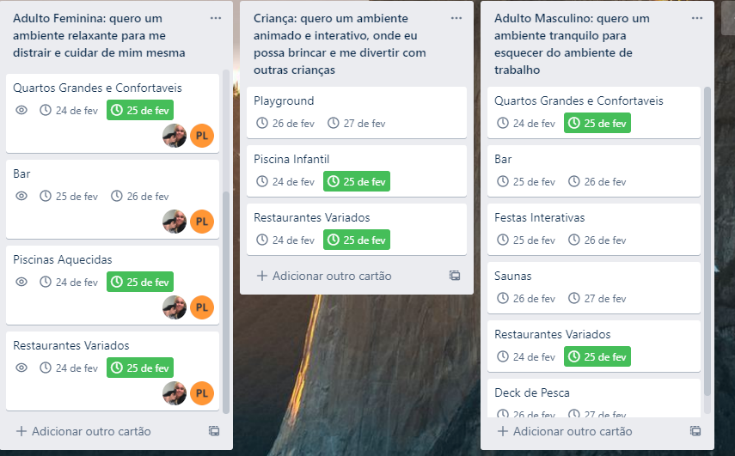 Adulto Feminina: quero um
ambiente relaxante para me
distrair e cuidar de mim mesma
Quartos Grandes e Confortaveis
24 de fev 25 de fev
PL
Bar
25 de fev 26 de fev
PL
Piscinas Aquecidas
24 de fev 25 de fev
PL
Restaurantes Variados
24 de fev 25 de fev
PL
+ Adicionar outro cartão
Criança: quero um ambiente
animado e interativo, onde eu
possa brincar e me divertir com
outras crianças
Playground
26 de fev 27 de fev
Piscina Infantil
24 de fev 25 de fev
Restaurantes Variados
24 de fev 25 de fev
+ Adicionar outro cartão
Adulto Masculino: quero um
ambiente tranquilo para
esquecer do ambiente de
trabalho
Quartos Grandes e Confortaveis
24 de fev 25 de fev
Bar
25 de fev 26 de fev
Festas Interativas
25 de fev 26 de fev
Saunas
26 de fev 27 de fev
Restaurantes Variados
24 de fev 25 de fev
Deck de Pesca
26 de fev 27 de fev
+ Adicionar outro cartão